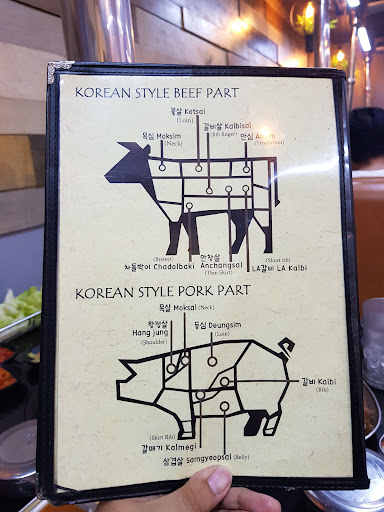 KOREAN STYLE BEEF PART
꽃살 Kotsal
(Loin)
갈비살 Kalbisal
(Rib finger)
안심
(Tenderloin)
목심 Moksim
(Neck)
(Brisket)
차돌박이 Chadolbaki
안창살
Anchangsal
(Thin Skirt)
(Short rib)
LA갈비 LA Kalbi
KOREAN STYLE PORK PART
목살 Moksal (Neck)
항정살
Hang jung
(Shoulder)
등심 Deungsim
(Loin)
갈비 Kalbi
(Rib)
(Skirt Rib)
갈매기 Kalmegi
삼겹살 Samgyeopsal (Belly)